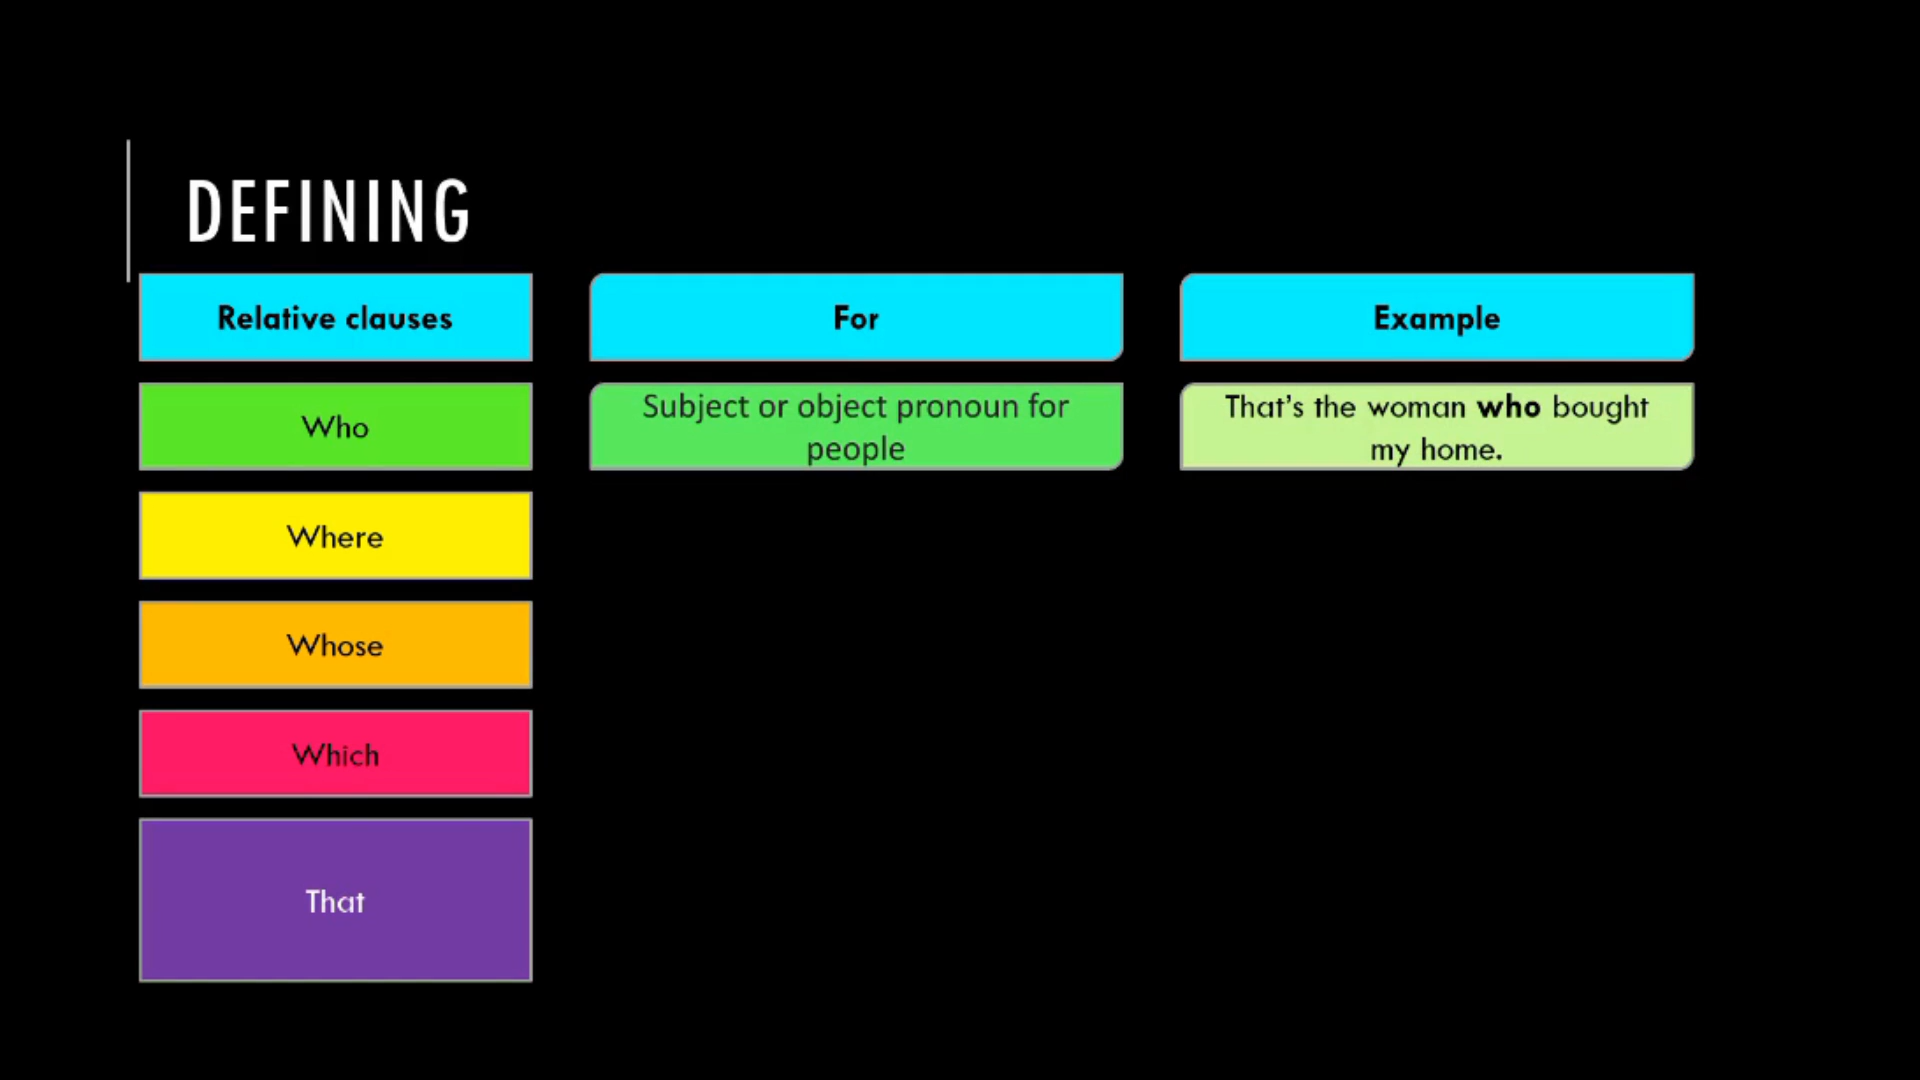 DEFINING
Relative clauses
For
Example
Who
Subject or object pronoun for
people
That's the woman who bought
my home.
Where
Whose
Which
That